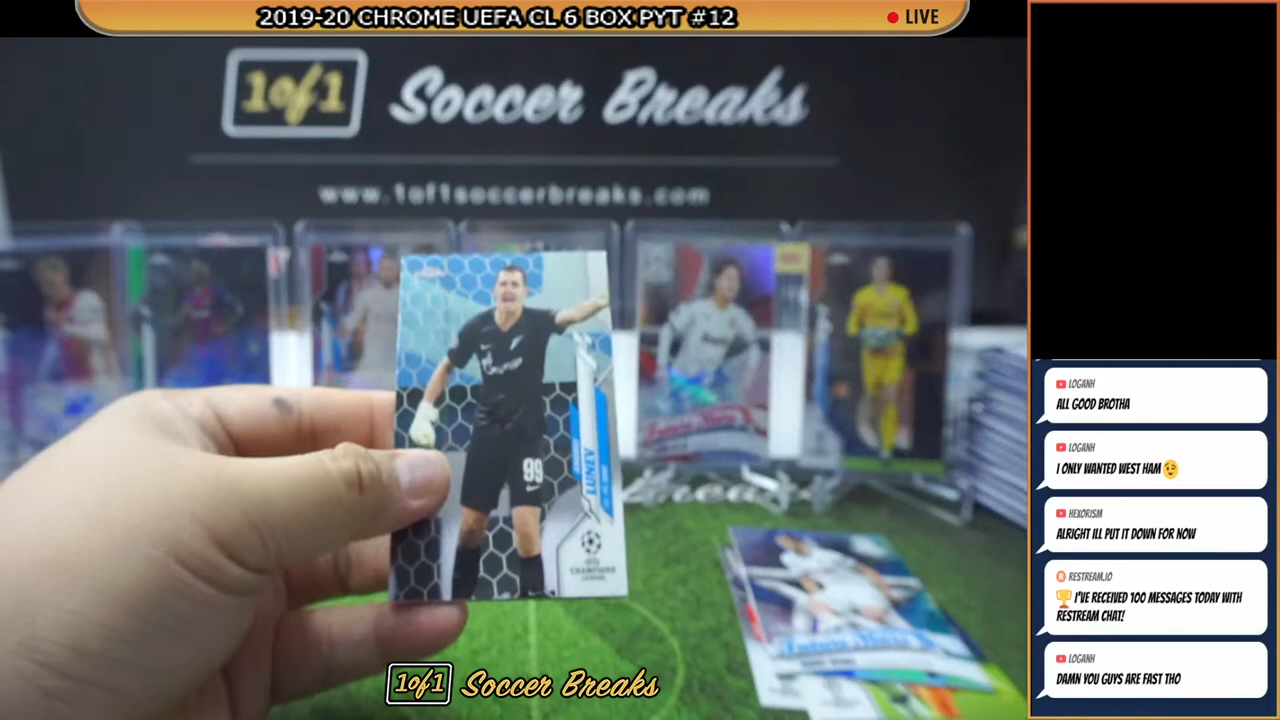 2019-20 CHROME UEFA CL 6 BOX PYT #12
LIVE
1of1 Soccer Breaks
www.1of1soccerbreaks.com
LUNEV
99
CHAMPIONS
LEAGUE
1of1 Soccer Breaks
LOGANH
ALL GOOD BROTHA
LOGANH
I ONLY WANTED WEST HAM😉
HEXORISM
ALRIGHT ILL PUT IT DOWN FOR NOW
RESTREAM.IO
🏆 I'VE RECEIVED 100 MESSAGES TODAY WITH
RESTREAM CHAT!
LOGANH
DAMN YOU GUYS ARE FAST THO